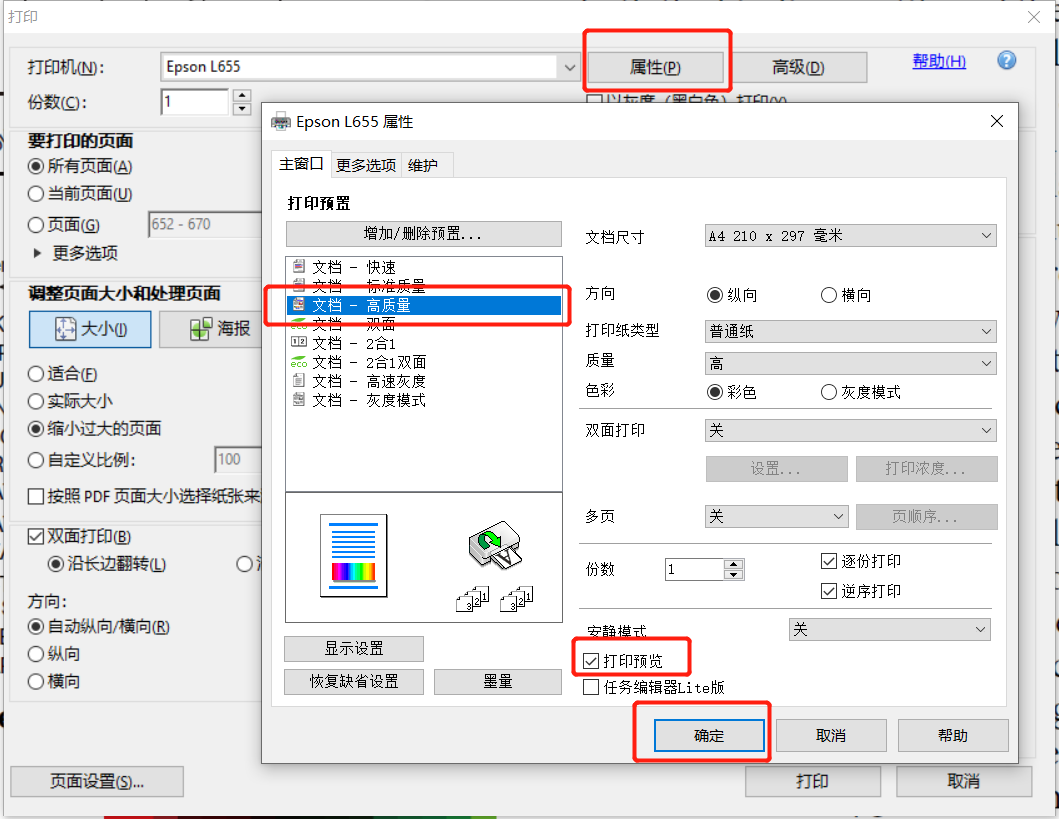 打印
打印机(N):
Epson L655
属性(P)
高级(D)
帮助(H)
份数(C):
1
以灰度（黑白色）打印(Y)
要打印的页面
所有页面(A)
当前页面(U)
页面(G)
652 - 670
更多选项
调整页面大小和处理页面
大小(I)
海报
适合(F)
实际大小
缩小过大的页面
自定义比例:
100
按照 PDF 页面大小选择纸张来
双面打印(B)
沿长边翻转(L)
方向:
自动纵向/横向(R)
纵向
横向
页面设置(S)...
打印
取消
Epson L655 属性
主窗口
更多选项
维护
打印预置
增加/删除预置...
文档 - 快速
文档 - 标准质量
文档 - 高质量
文档 - 双面
文档 - 2合1
文档 - 2合1双面
文档 - 高速灰度
文档 - 灰度模式
显示设置
恢复缺省设置
墨量
文档尺寸
A4 210 x 297 毫米
方向
纵向
横向
打印纸类型
普通纸
质量
高
色彩
彩色
灰度模式
双面打印
关
设置...
打印浓度...
多页
关
页顺序...
份数
1
逐份打印
逆序打印
安静模式
关
打印预览
任务编辑器Lite版
确定
取消
帮助